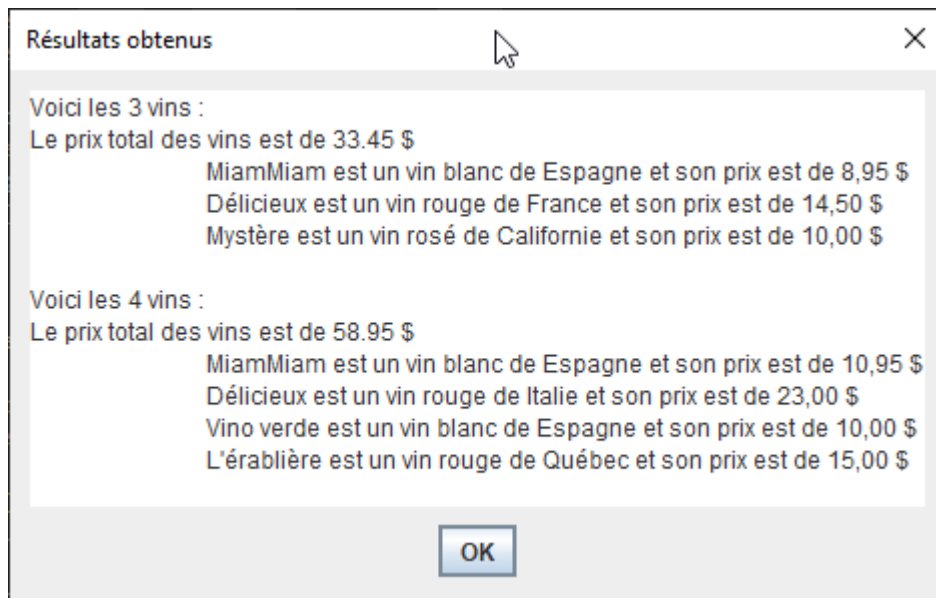 Résultats obtenus
Voici les 3 vins :
Le prix total des vins est de 33.45 $
MiamMiam est un vin blanc de Espagne et son prix est de 8,95 $
Délicieux est un vin rouge de France et son prix est de 14,50 $
Mystère est un vin rosé de Californie et son prix est de 10,00 $
Voici les 4 vins :
Le prix total des vins est de 58.95 $
MiamMiam est un vin blanc de Espagne et son prix est de 10,95 $
Délicieux est un vin rouge de Italie et son prix est de 23,00 $
Vino verde est un vin blanc de Espagne et son prix est de 10,00 $
L'érablière est un vin rouge de Québec et son prix est de 15,00 $
OK